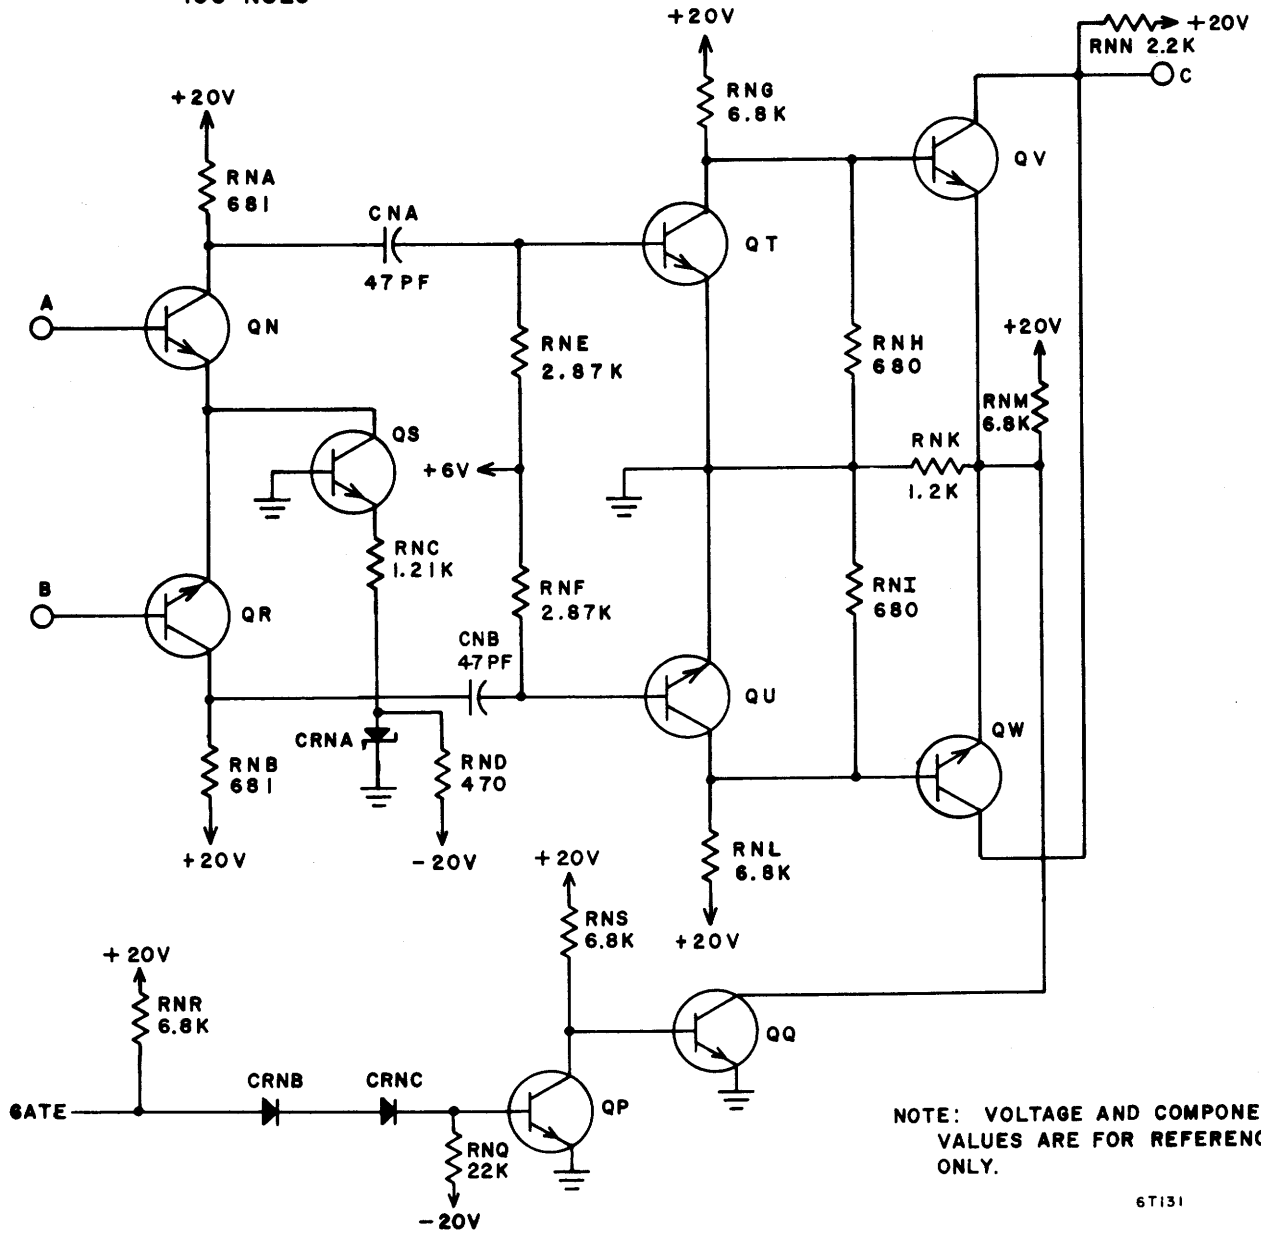 +20V
+20V
RNN 2.2K
C
RNG
6.8K
+20V
RNA
681
CNA
47PF
QV
QT
A
QN
RNE
2.87K
RNH
680
+20V
RNM
6.8K
QS
+6V
RNK
1.2K
RNC
1.21K
B
QR
RNF
2.87K
RNI
680
CNB
47PF
QU
QW
CRNA
RNB
681
RND
470
+20V
-20V
+20V
RNL
6.8K
RNS
6.8K
+20V
+20V
RNR
6.8K
QQ
CRNB
CRNC
GATE
QP
RNQ
22K
-20V
NOTE: VOLTAGE AND COMPONE
VALUES ARE FOR REFEREN
ONLY.
6T131